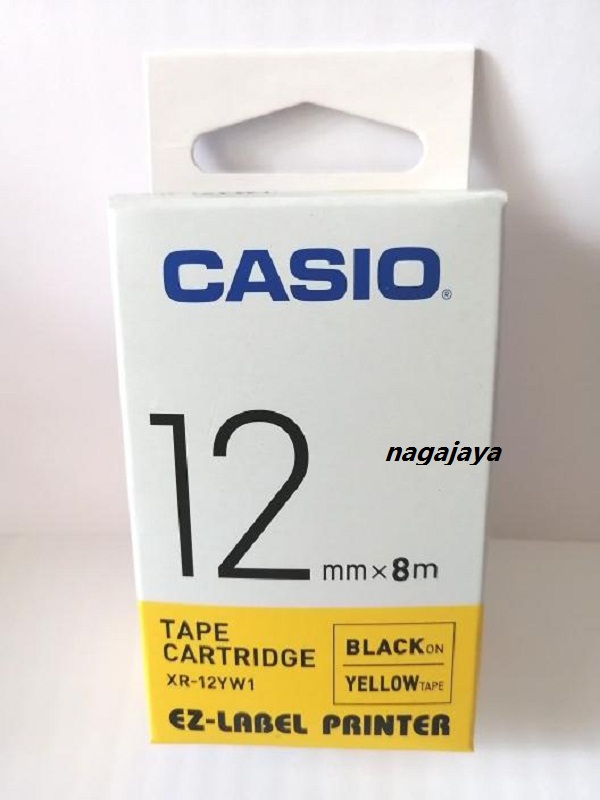 CASIO®
nagajaya
12 mm×8m
TAPE
CARTRIDGE
XR-12YW1
BLACK ON
YELLOW TAPE
EZ-LABEL PRINTER